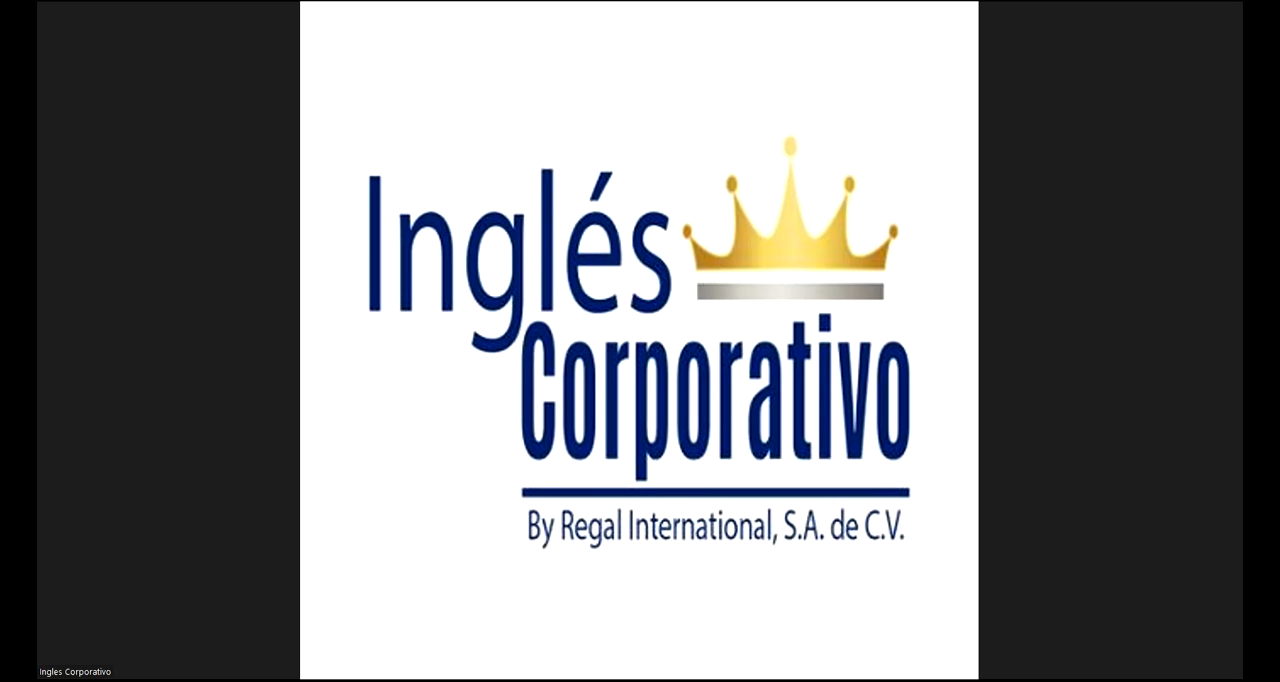 Inglés
Corporativo
By Regal International, S.A. de C.V.
Ingles Corporativo